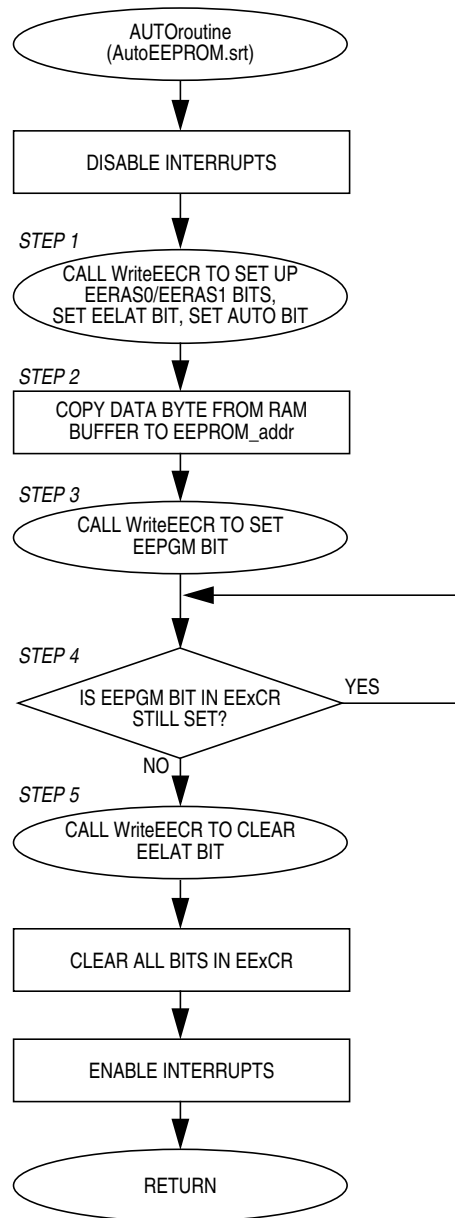 AUTOroutine
(AutoEEPROM.srt)
DISABLE INTERRUPTS
STEP 1
CALL WriteEECR TO SET UP
EERAS0/EERAS1 BITS,
SET EELAT BIT, SET AUTO BIT
STEP 2
COPY DATA BYTE FROM RAM
BUFFER TO EEPROM_addr
STEP 3
CALL WriteEECR TO SET
EEPGM BIT
STEP 4
IS EEPGM BIT IN EExCR
STILL SET?
YES
NO
STEP 5
CALL WriteEECR TO CLEAR
EELAT BIT
CLEAR ALL BITS IN EExCR
ENABLE INTERRUPTS
RETURN